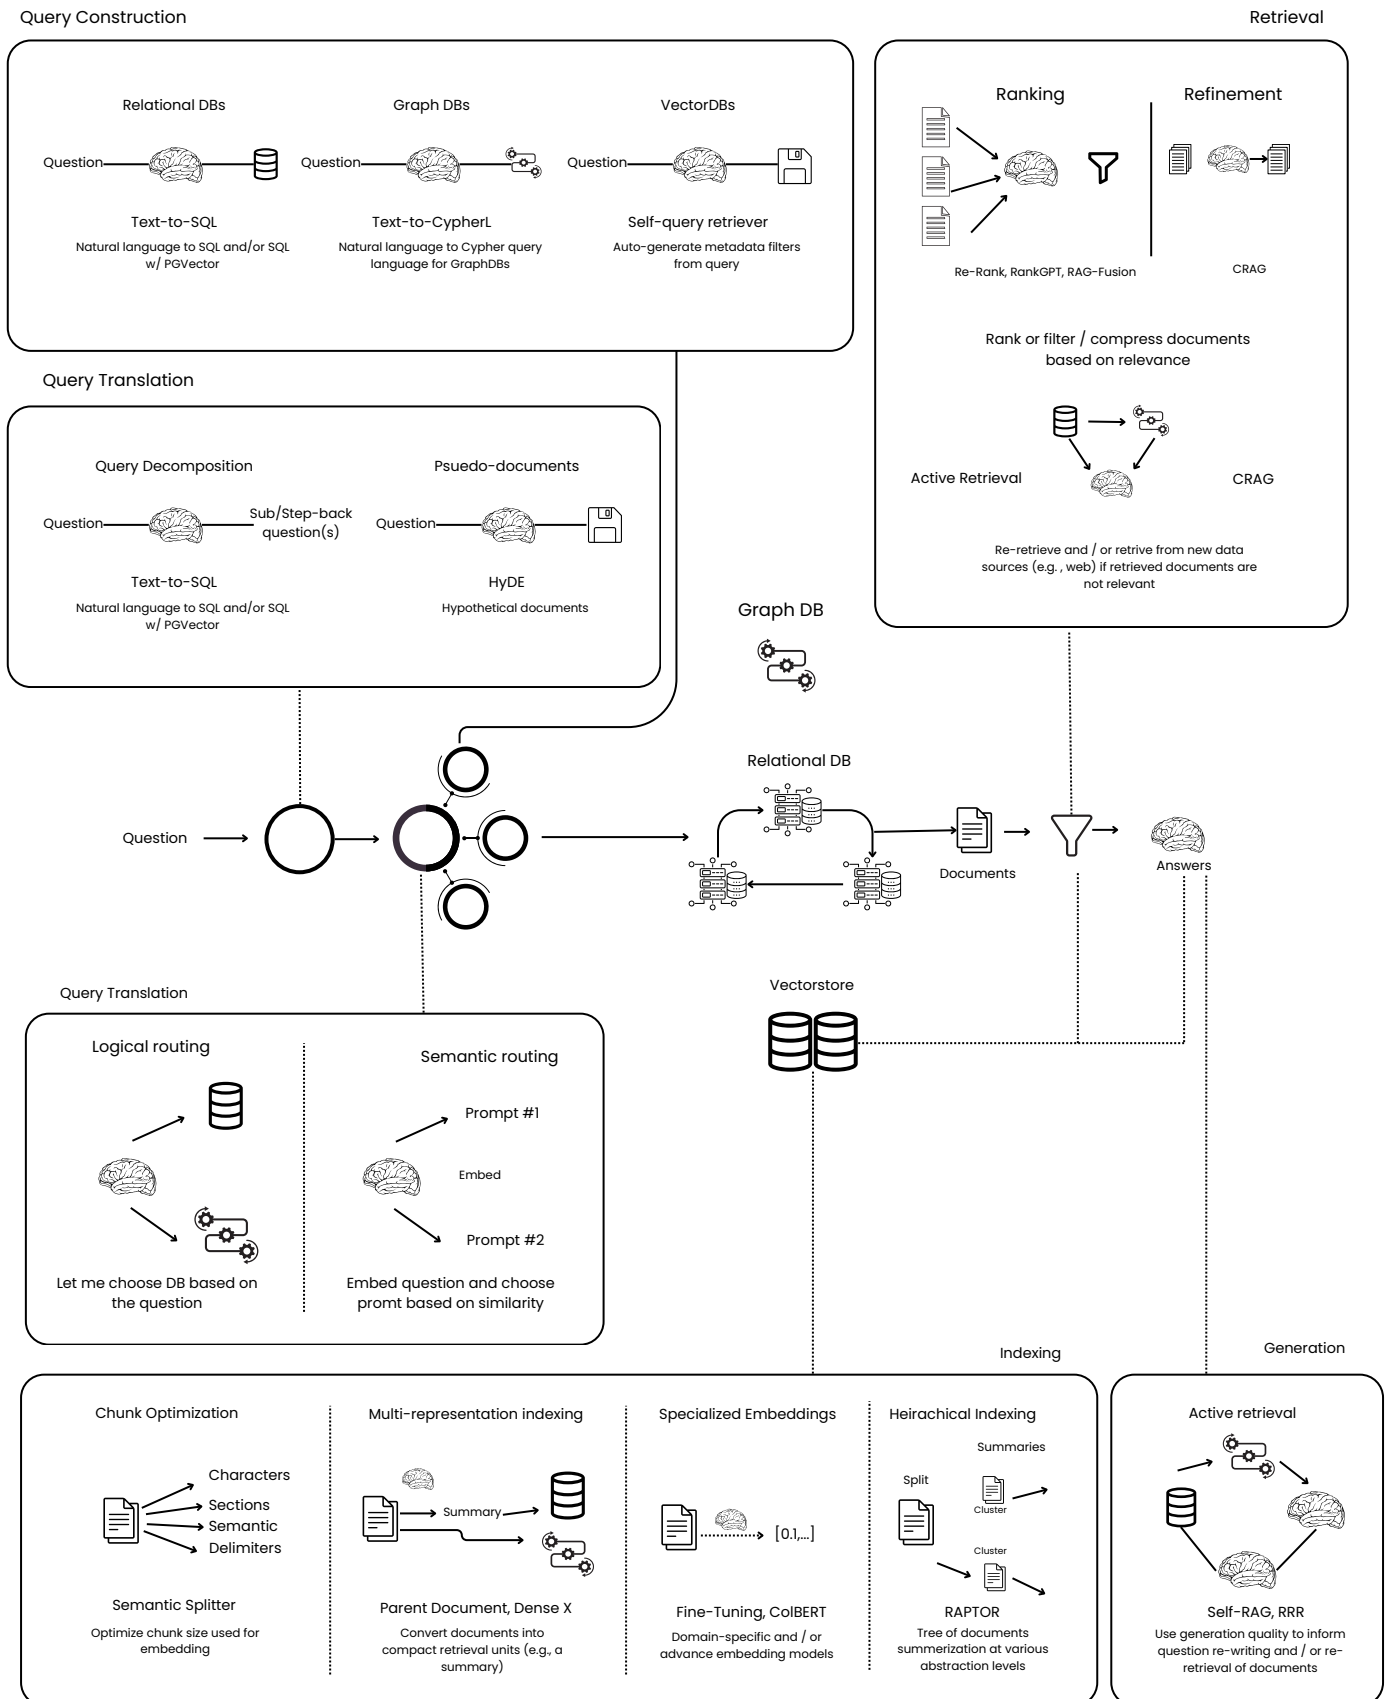 Query Construction
Relational DBs
Question
Text-to-SQL
Natural language to SQL and/or SQL
w/ PGVector
Graph DBs
Question
Text-to-CypherL
Natural language to Cypher query
language for GraphDBs
VectorDBs
Question
Self-query retriever
Auto-generate metadata filters
from query
Retrieval
Ranking
Refinement
Re-Rank, RankGPT, RAG-Fusion
CRAG
Rank or filter / compress documents
based on relevance
Active Retrieval
CRAG
Re-retrieve and / or retrive from new data
sources (e.g. , web) if retrieved documents are
not relevant
Query Translation
Query Decomposition
Question
Sub/Step-back
question(s)
Text-to-SQL
Natural language to SQL and/or SQL
w/ PGVector
Psuedo-documents
Question
HyDE
Hypothetical documents
Graph DB
Relational DB
Question
Documents
Answers
Vectorstore
Query Translation
Logical routing
Let me choose DB based on
the question
Semantic routing
Prompt #1
Embed
Prompt #2
Embed question and choose
promt based on similarity
Indexing
Chunk Optimization
Characters
Sections
Semantic
Delimiters
Semantic Splitter
Optimize chunk size used for
embedding
Multi-representation indexing
Summary
Parent Document, Dense X
Convert documents into
compact retrieval units (e.g., a
summary)
Specialized Embeddings
[0.1,...]
Fine-Tuning, ColBERT
Domain-specific and / or
advance embedding models
Heirachical Indexing
Summaries
Split
Cluster
Cluster
RAPTOR
Tree of documents
summerization at various
abstraction levels
Generation
Active retrieval
Self-RAG, RRR
Use generation quality to inform
question re-writing and / or re-
retrieval of documents